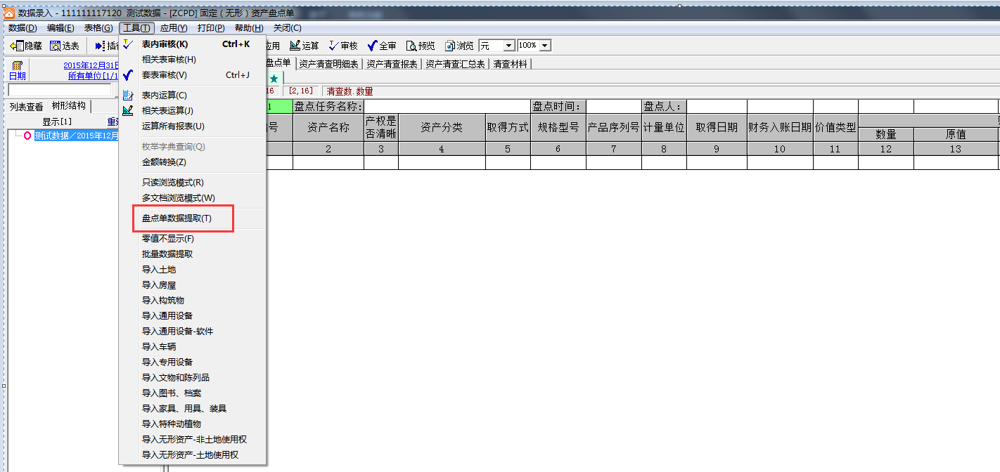 数据录入 - 111111117120 测试数据 - [ZCPD] 固定（无形）资产盘点单
数据(D) 编辑(E) 表格(G) 工具(T) 应用(Y) 打印(P) 帮助(H) 关闭(C)
隐藏 选表 应用 运算 审核 全审 预览 浏览 元 100%
日期
2015年12月31日
所有单位[1/1
盘点单 资产清查明细表 资产清查报表 资产清查汇总表 清查材料
16 [2,16] 清查数.数量
列表查看 树形结构
显示[1]
测试数据／2015年12月
表内审核(K) Ctrl+K
相关表审核(H)
套表审核(V) Ctrl+J
表内运算(C)
相关表运算(J)
运算所有报表(U)
枚举字典查询(Q)
金额转换(Z)
只读浏览模式(R)
多文档浏览模式(W)
盘点单数据提取(T)
零值不显示(F)
批量数据提取
导入土地
导入房屋
导入构筑物
导入通用设备
导入通用设备-软件
导入车辆
导入专用设备
导入文物和陈列品
导入图书、档案
导入家具、用具、装具
导入特种动植物
导入无形资产-非土地使用权
导入无形资产-土地使用权
1 盘点任务名称： 盘点时间： 盘点人：
号 资产名称 产权是否清晰 资产分类 取得方式 规格型号 产品序列号 计量单位 取得日期 财务入账日期 价值类型 数量 原值
2 3 4 5 6 7 8 9 10 11 12 13